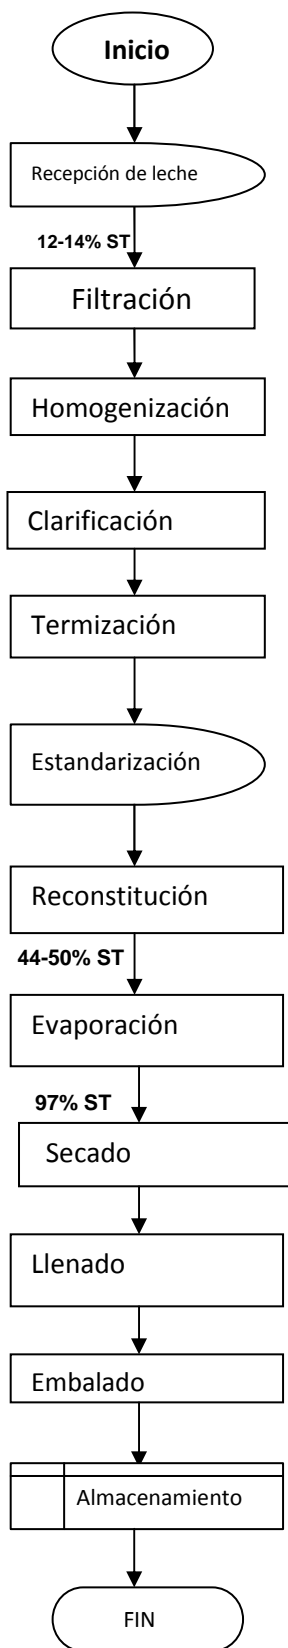 Inicio
Recepción de leche
12-14% ST
Filtración
Homogenización
Clarificación
Termización
Estandarización
Reconstitución
44-50% ST
Evaporación
97% ST
Secado
Llenado
Embalado
Almacenamiento
FIN